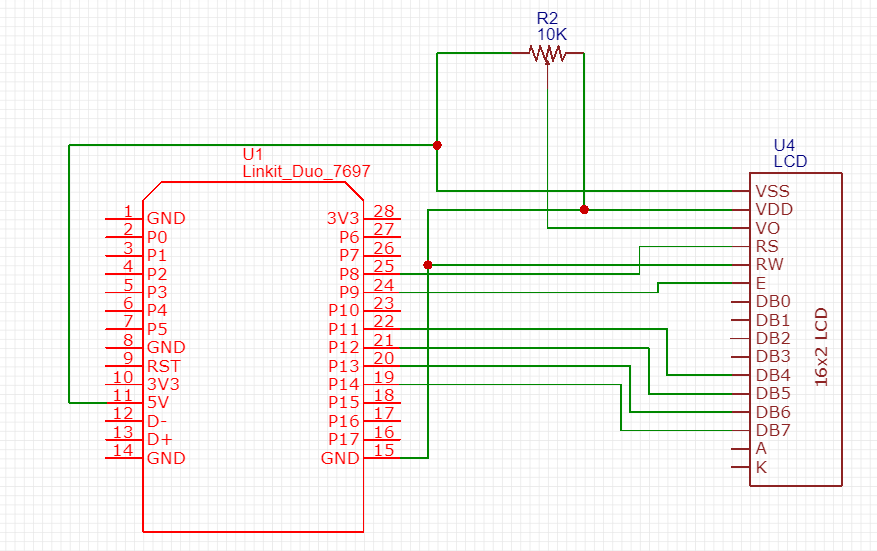 R2
10K
U1
Linkit_Duo_7697
U4
LCD
1 GND
2 P0
3 P1
4 P2
5 P3
6 P4
7 P5
8 GND
9 RST
10 3V3
11 5V
12 D-
13 D+
14 GND
3V3 28
P6 27
P7 26
P8 25
P9 24
P10 23
P11 22
P12 21
P13 20
P14 19
P15 18
P16 17
P17 16
GND 15
VSS
VDD
VO
RS
RW
E
DB0
DB1
DB2
DB3
DB4
DB5
DB6
DB7
A
K
16x2 LCD